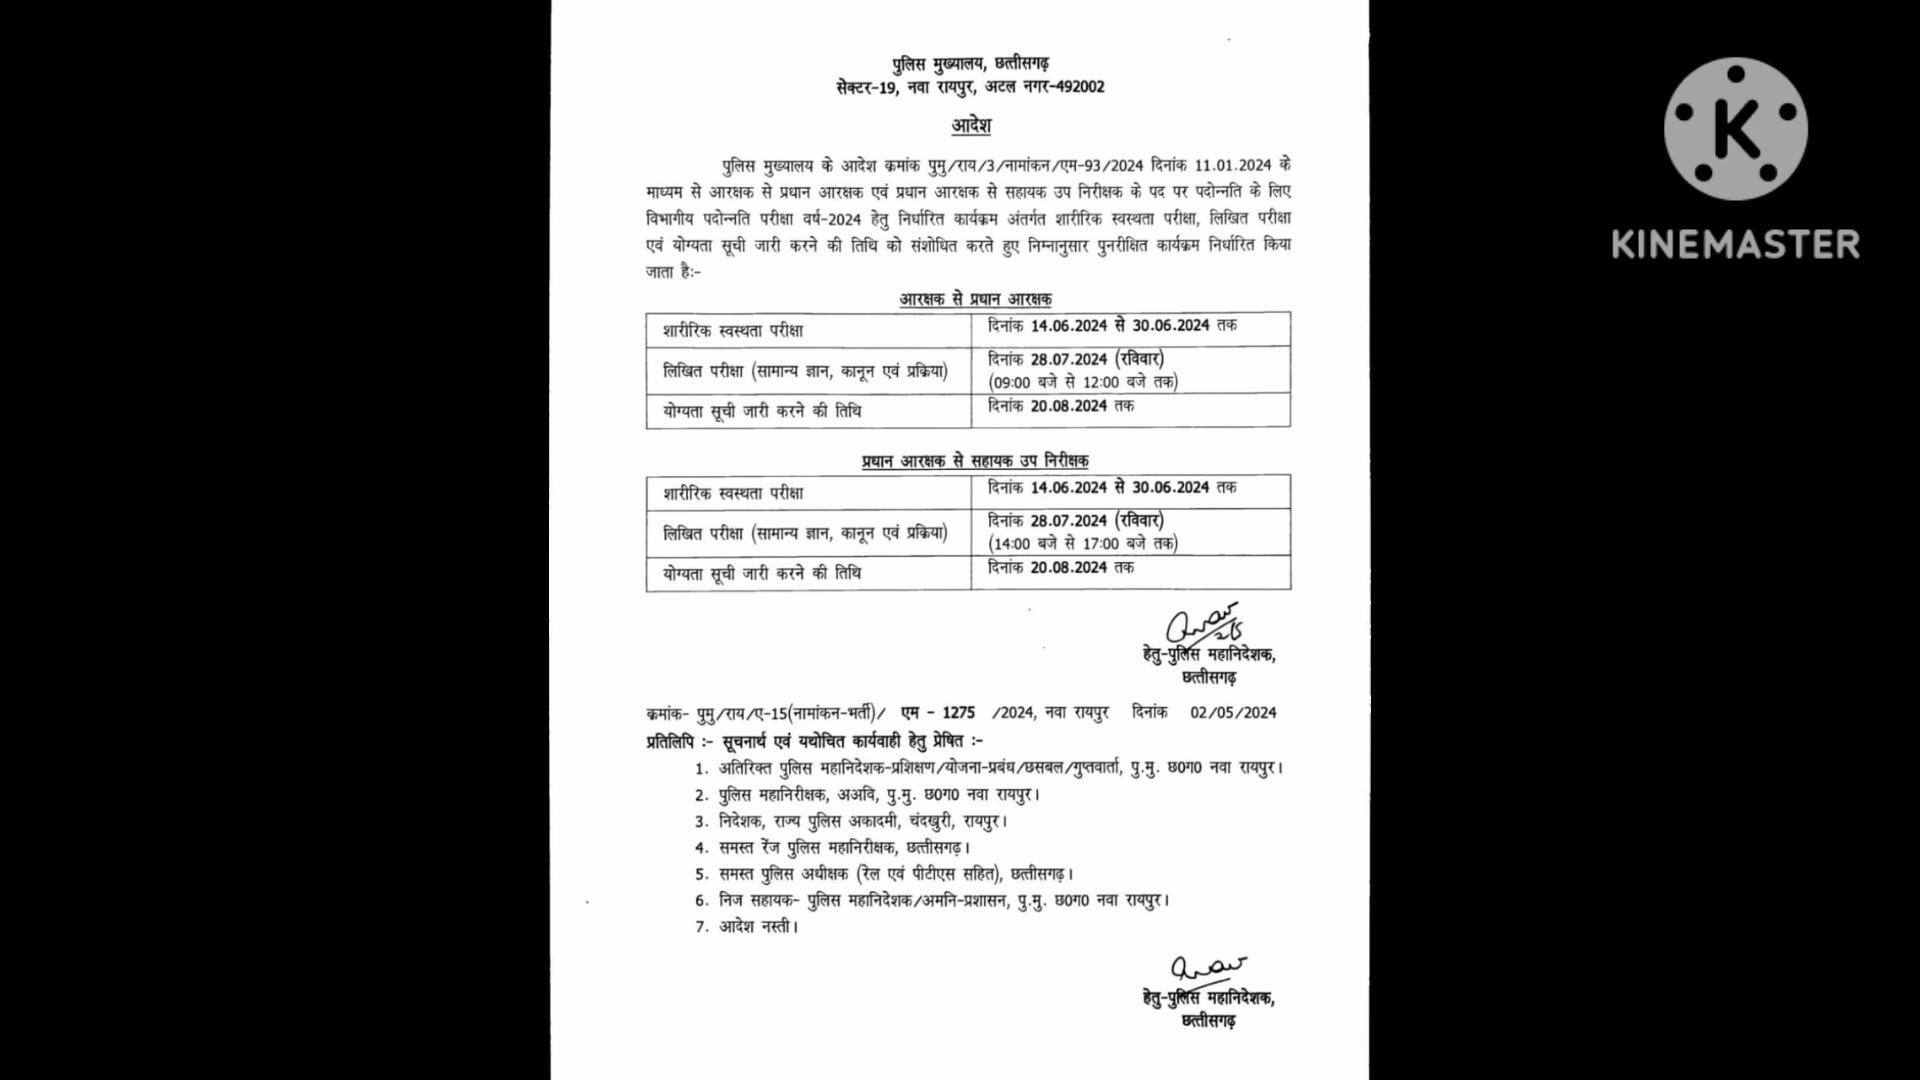 पुलिस मुख्यालय, छत्तीसगढ़
सेक्टर-19, नवा रायपुर, अटल नगर-492002
आदेश
पुलिस मुख्यालय के आदेश क्रमांक पुमु/राय/3/नामांकन/एम-93/2024 दिनांक 11.01.2024 के
माध्यम से आरक्षक से प्रधान आरक्षक एवं प्रधान आरक्षक से सहायक उप निरीक्षक के पद पर पदोन्नति के लिए
विभागीय पदोन्नति परीक्षा वर्ष-2024 हेतु निर्धारित कार्यक्रम अंतर्गत शारीरिक स्वस्थता परीक्षा, लिखित परीक्षा
एवं योग्यता सूची जारी करने की तिथि को संशोधित करते हुए निम्नानुसार पुनरीक्षित कार्यक्रम निर्धारित किया
जाता है:-
आरक्षक से प्रधान आरक्षक
शारीरिक स्वस्थता परीक्षा दिनांक 14.06.2024 से 30.06.2024 तक
लिखित परीक्षा (सामान्य ज्ञान, कानून एवं प्रक्रिया) दिनांक 28.07.2024 (रविवार)
(09:00 बजे से 12:00 बजे तक)
योग्यता सूची जारी करने की तिथि दिनांक 20.08.2024 तक
प्रधान आरक्षक से सहायक उप निरीक्षक
शारीरिक स्वस्थता परीक्षा दिनांक 14.06.2024 से 30.06.2024 तक
लिखित परीक्षा (सामान्य ज्ञान, कानून एवं प्रक्रिया) दिनांक 28.07.2024 (रविवार)
(14:00 बजे से 17:00 बजे तक)
योग्यता सूची जारी करने की तिथि दिनांक 20.08.2024 तक
हेतु-पुलिस महानिदेशक,
छत्तीसगढ़
क्रमांक- पुमु/राय/ए-15(नामांकन-भर्ती)/ एम - 1275 /2024, नवा रायपुर दिनांक 02/05/2024
प्रतिलिपि :- सूचनार्थ एवं यथोचित कार्यवाही हेतु प्रेषित :-
1. अतिरिक्त पुलिस महानिदेशक-प्रशिक्षण/योजना-प्रबंध/छसबल/गुप्तवार्ता, पु.मु. छ0ग0 नवा रायपुर।
2. पुलिस महानिरीक्षक, अअवि, पु.मु. छ0ग0 नवा रायपुर।
3. निदेशक, राज्य पुलिस अकादमी, चंदखुरी, रायपुर।
4. समस्त रेंज पुलिस महानिरीक्षक, छत्तीसगढ़।
5. समस्त पुलिस अधीक्षक (रेल एवं पीटीएस सहित), छत्तीसगढ़।
6. निज सहायक- पुलिस महानिदेशक/अमनि-प्रशासन, पु.मु. छ0ग0 नवा रायपुर।
7. आदेश नस्ती।
हेतु-पुलिस महानिदेशक,
छत्तीसगढ़
K
KINEMASTER